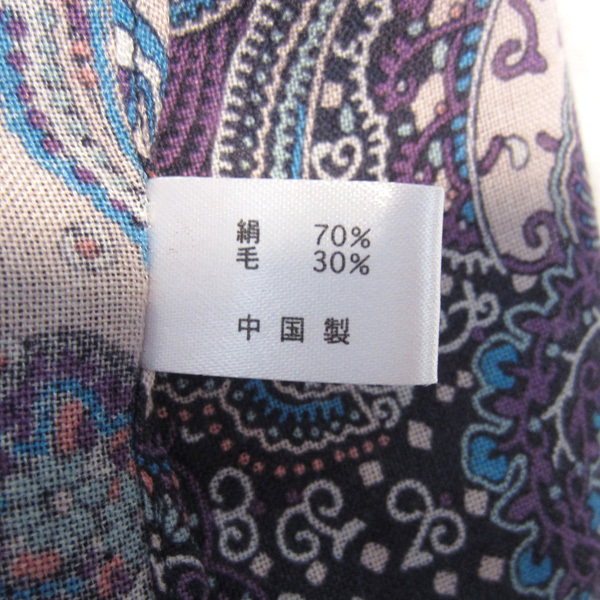 絹 70%
毛 30%
中国製